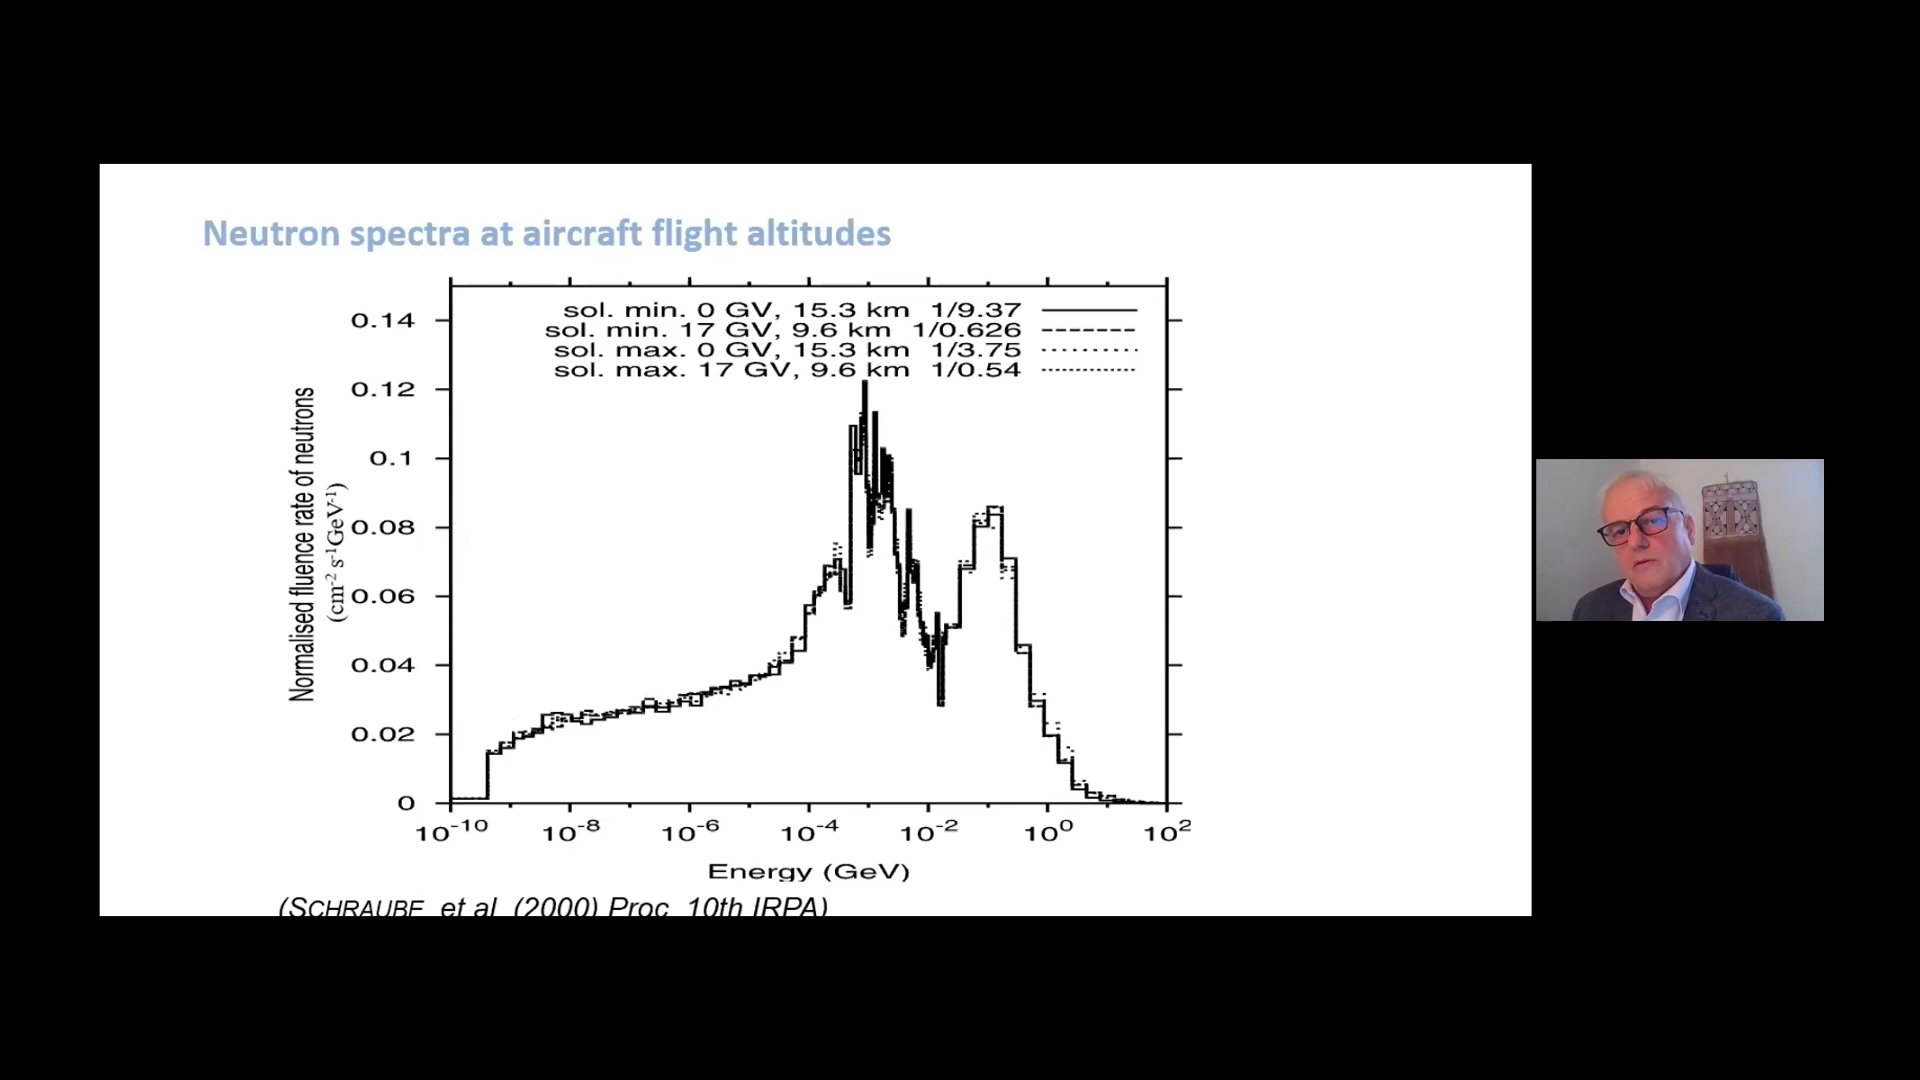 Neutron spectra at aircraft flight altitudes
sol. min. 0 GV, 15.3 km 1/9.37
sol. min. 17 GV, 9.6 km 1/0.626
sol. max. 0 GV, 15.3 km 1/3.75
sol. max. 17 GV, 9.6 km 1/0.54
Normalised fluence rate of neutrons
(cm⁻² s⁻¹GeV⁻¹)
0.14
0.12
0.1
0.08
0.06
0.04
0.02
0
10⁻¹⁰ 10⁻⁸ 10⁻⁶ 10⁻⁴ 10⁻² 10⁰ 10²
Energy (GeV)
(SCHRAUBE et al (2000) Proc 10th IRPA)